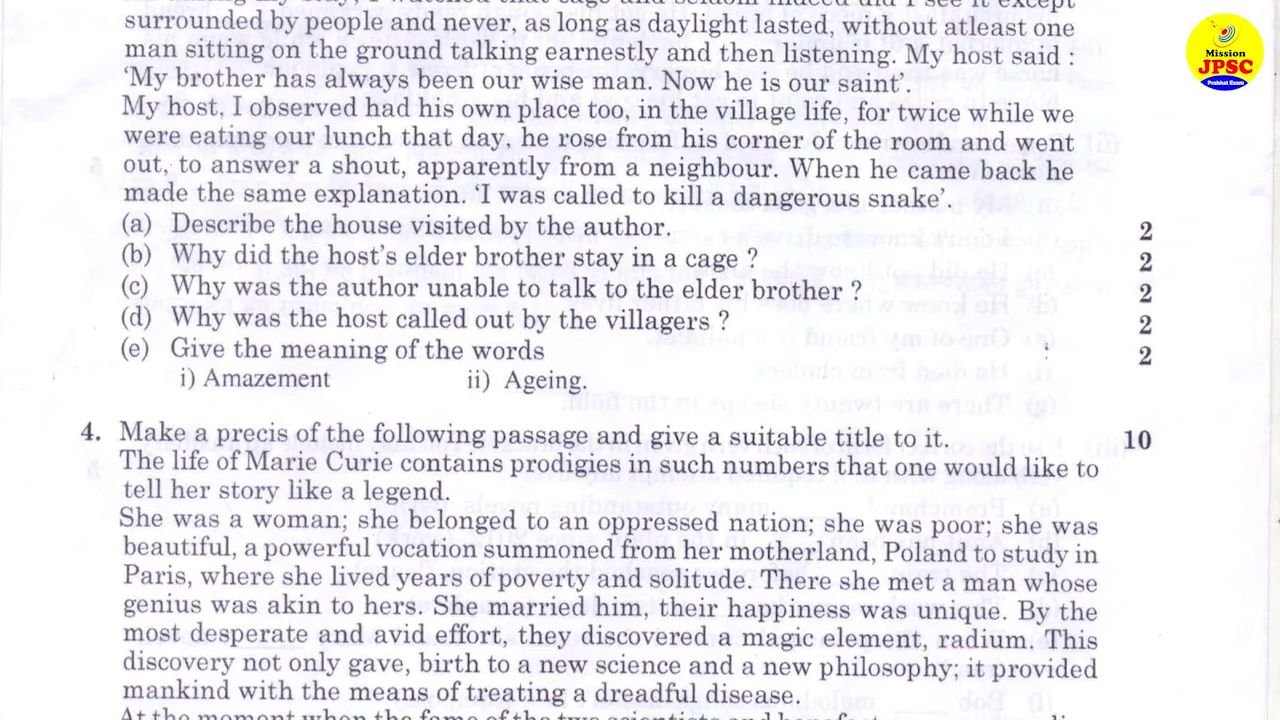 surrounded by people and never, as long as daylight lasted, without atleast one
man sitting on the ground talking earnestly and then listening. My host said :
'My brother has always been our wise man. Now he is our saint'.
My host, I observed had his own place too, in the village life, for twice while we
were eating our lunch that day, he rose from his corner of the room and went
out, to answer a shout, apparently from a neighbour. When he came back he
made the same explanation. 'I was called to kill a dangerous snake'.
(a) Describe the house visited by the author. 2
(b) Why did the host's elder brother stay in a cage ? 2
(c) Why was the author unable to talk to the elder brother ? 2
(d) Why was the host called out by the villagers ? 2
(e) Give the meaning of the words 2
i) Amazement ii) Ageing.
4. Make a precis of the following passage and give a suitable title to it. 10
The life of Marie Curie contains prodigies in such numbers that one would like to
tell her story like a legend.
She was a woman; she belonged to an oppressed nation; she was poor; she was
beautiful, a powerful vocation summoned from her motherland, Poland to study in
Paris, where she lived years of poverty and solitude. There she met a man whose
genius was akin to hers. She married him, their happiness was unique. By the
most desperate and avid effort, they discovered a magic element, radium. This
discovery not only gave, birth to a new science and a new philosophy; it provided
mankind with the means of treating a dreadful disease.
At the moment when the fame of the two scientists and
Mission
JPSC